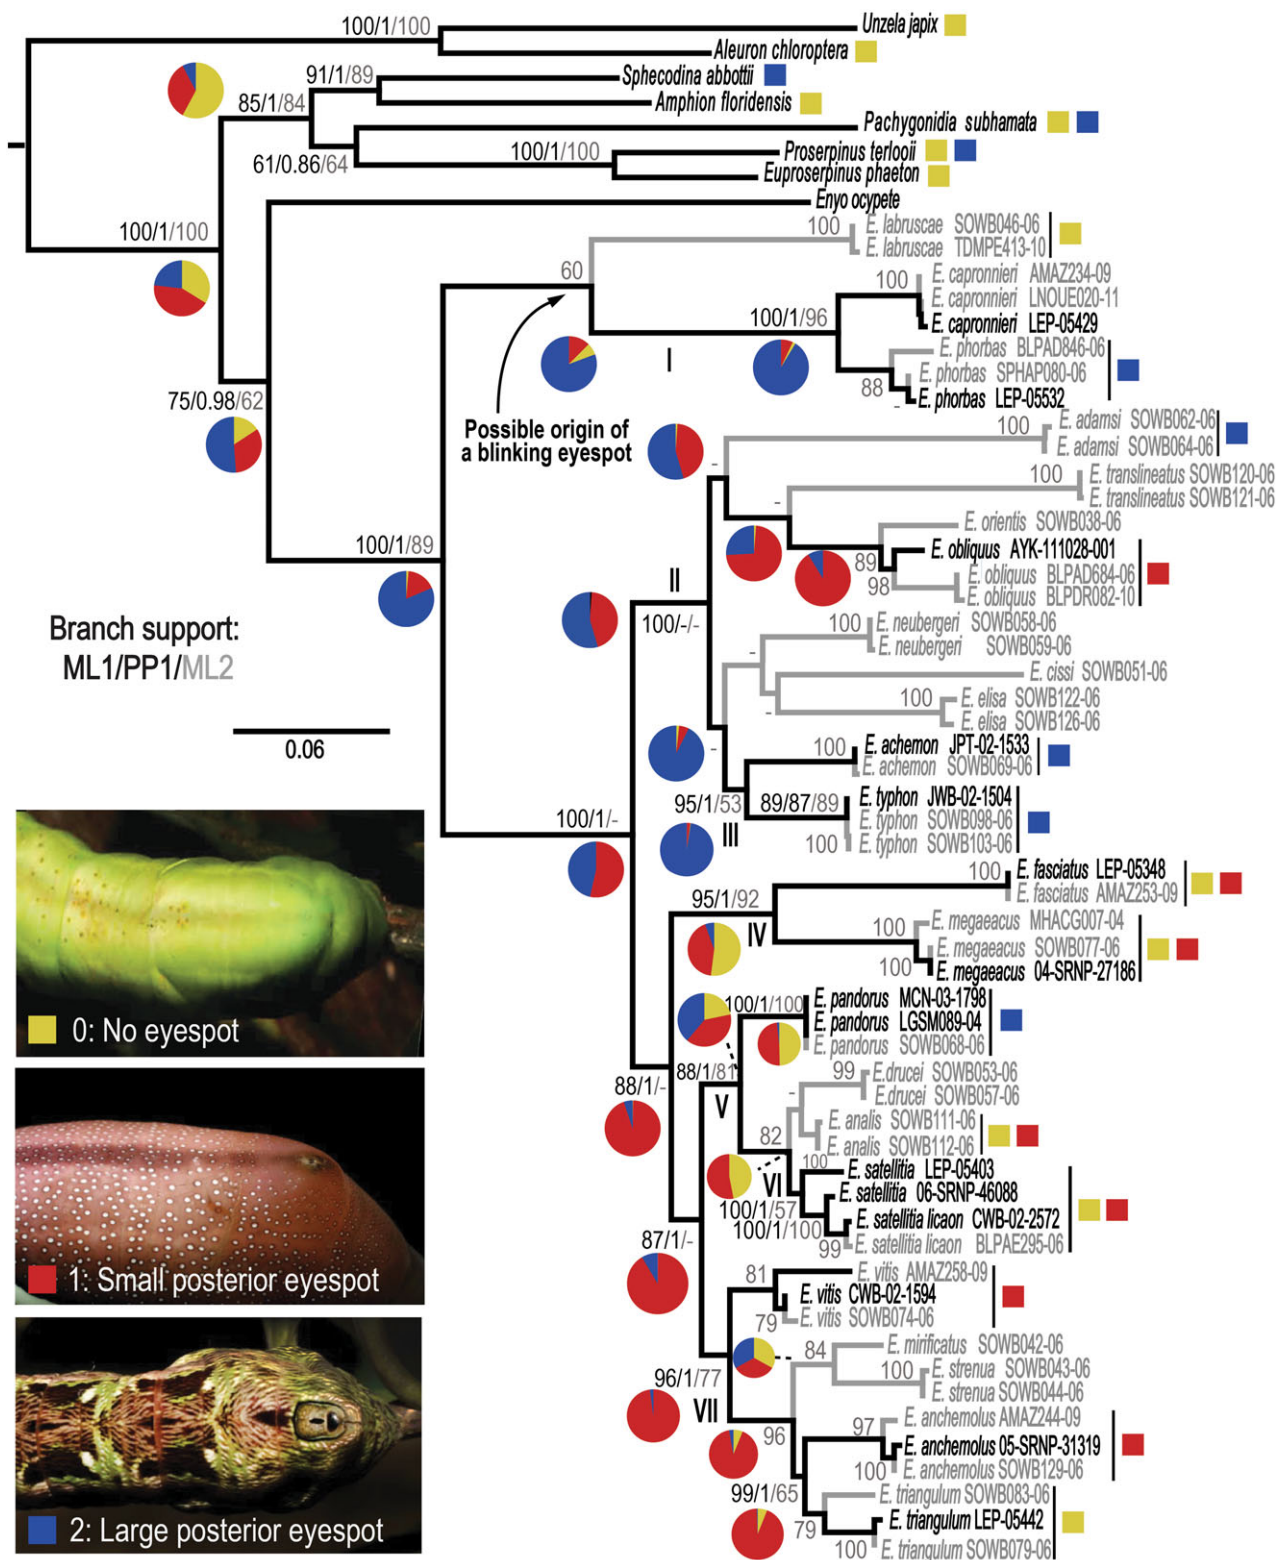 100/1/100
Unzela japix
Aleuron chloroptera
91/1/89
Sphecodina abbottii
85/1/84
Amphion floridensis
Pachygonidia subhamata
61/0.86/64
100/1/100
Proserpinus terlooii
Euproserpinus phaeton
Enyo ocypete
100/1/100
100
E. labruscae SOWB046-06
E. labruscae TDMPE413-10
60
100
E. capronnieri AMAZ234-09
E. capronnieri LNOUE020-11
E. capronnieri LEP-05429
100/1/96
I
E. phorbas BLPAD846-06
E. phorbas SPHAP080-06
E. phorbas LEP-05532
88
-
75/0.98/62
Possible origin of
a blinking eyespot
100
E. adamsi SOWB062-06
E. adamsi SOWB064-06
-
100
E. translineatus SOWB120-06
E. translineatus SOWB121-06
-
E. orientis SOWB038-06
E. obliquus AYK-111028-001
89
E. obliquus BLPAD684-06
98
E. obliquus BLPDR082-10
100/1/89
II
100/-/-
100
E. neubergeri SOWB058-06
E. neubergeri SOWB059-06
-
E. cissi SOWB051-06
100
E. elisa SOWB122-06
E. elisa SOWB126-06
-
Branch support:
ML1/PP1/ML2
0.06
-
100
E. achemon JPT-02-1533
E. achemon SOWB069-06
95/1/53
III
89/87/89
E. typhon JWB-02-1504
E. typhon SOWB098-06
100
E. typhon SOWB103-06
100/1/-
100
E. fasciatus LEP-05348
E. fasciatus AMAZ253-09
95/1/92
IV
100
E. megaeacus MHACG007-04
E. megaeacus SOWB077-06
100
E. megaeacus 04-SRNP-27186
100/1/100
E. pandorus MCN-03-1798
E. pandorus LGSM089-04
E. pandorus SOWB068-06
88/1/-
88/1/81
V
99
E.drucei SOWB053-06
E.drucei SOWB057-06
-
E. analis SOWB111-06
E. analis SOWB112-06
82
100
VI
E. satellitia LEP-05403
E. satellitia 06-SRNP-46088
100/1/57
E. satellitia licaon CWB-02-2572
100/1/100
99
E. satellitia licaon BLPAE295-06
87/1/-
81
E. vitis AMAZ258-09
E. vitis CWB-02-1594
79
E. vitis SOWB074-06
84
E. mirificatus SOWB042-06
100
E. strenua SOWB043-06
E. strenua SOWB044-06
96/1/77
VII
96
97
E. anchemolus AMAZ244-09
E. anchemolus 05-SRNP-31319
100
E. anchemolus SOWB129-06
99/1/65
E. triangulum SOWB083-06
79
E. triangulum LEP-05442
100
E. triangulum SOWB079-06
0: No eyespot
1: Small posterior eyespot
2: Large posterior eyespot